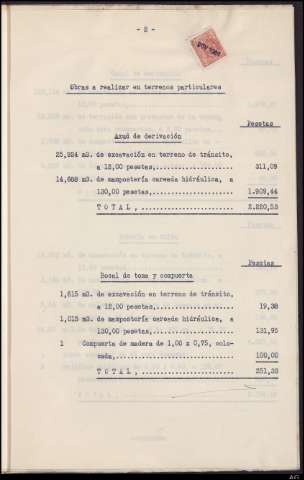 - 2 -
Obras a realizar en terrenos particulares
Pesetas
Azud de derivación
25,924 m3. de excavación en terreno de tránsito,
a 12,00 pesetas,.................... 311,09
14,688 m3. de mampostería careada hidráulica, a
130,00 pesetas,..................... 1.909,44
T O T A L ,.................... 2.220,53
Pesetas
Bocal de toma y compuerta
1,615 m3. de excavación en terreno de tránsito,
a 12,00 pesetas,.................... 19,38
1,015 m3. de mampostería careada hidráulica, a
130,00 pesetas,..................... 131,95
1 Compuerta de madera de 1,00 x 0,75, colo-
cada,.......................... 100,00
T O T A L ,.................... 251,33